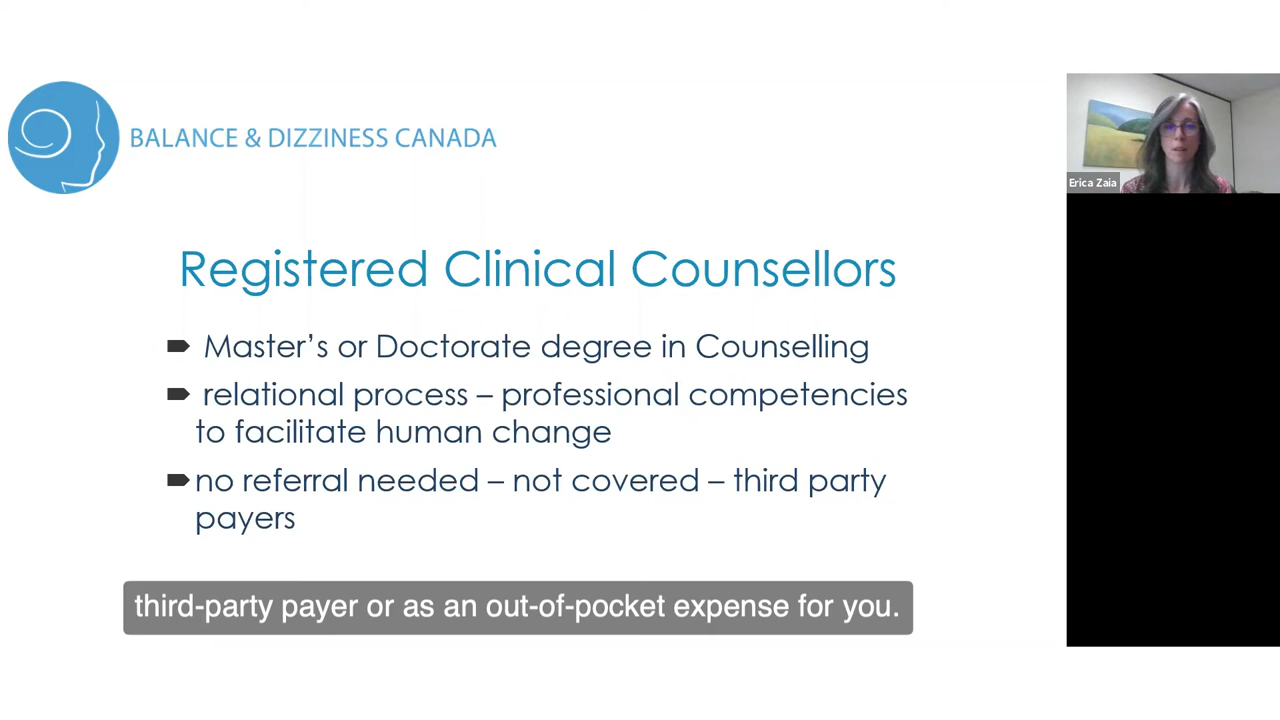 BALANCE & DIZZINESS CANADA
Erica Zaia
Registered Clinical Counsellors
Master's or Doctorate degree in Counselling
relational process – professional competencies
to facilitate human change
no referral needed – not covered – third party
payers
third-party payer or as an out-of-pocket expense for you.